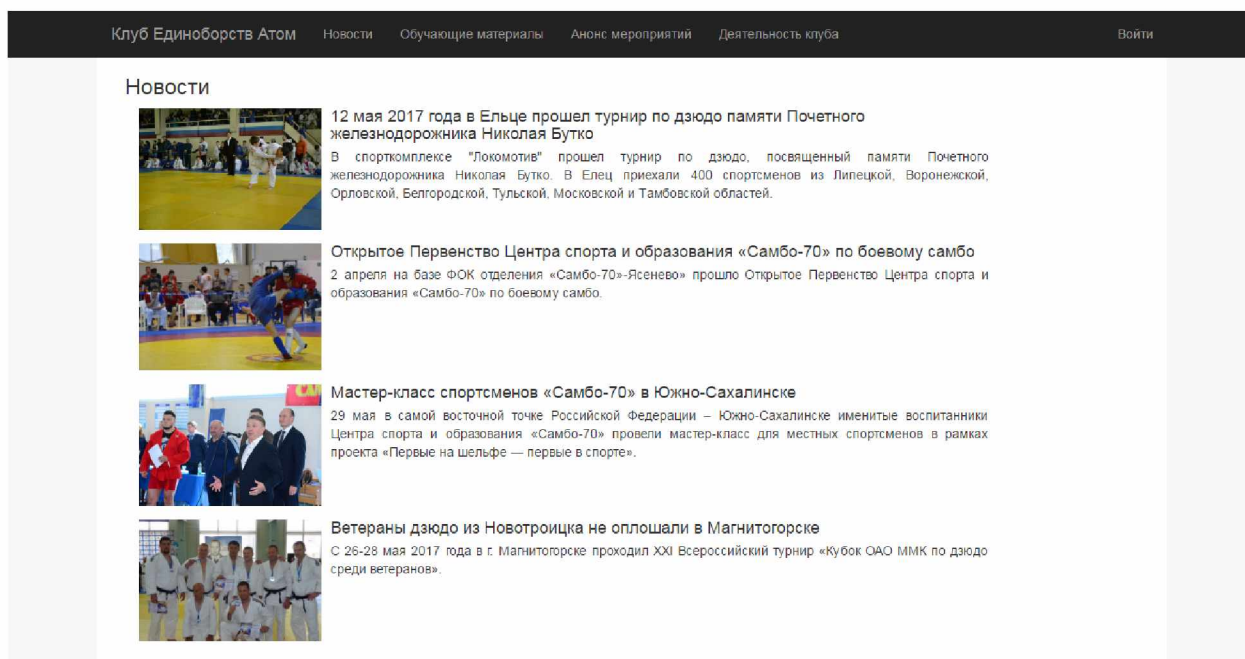 Клуб Единоборств Атом Новости Обучающие материалы Анонс мероприятий Деятельность клуба Войти
Новости
12 мая 2017 года в Ельце прошел турнир по дзюдо памяти Почетного
железнодорожника Николая Бутко
В спорткомплексе "Локомотив" прошел турнир по дзюдо, посвященный памяти Почетного
железнодорожника Николая Бутко. В Елец приехали 400 спортсменов из Липецкой, Воронежской,
Орловской, Белгородской, Тульской, Московской и Тамбовской областей.
Открытое Первенство Центра спорта и образования «Самбо-70» по боевому самбо
2 апреля на базе ФОК отделения «Самбо-70»-Ясенево» прошло Открытое Первенство Центра спорта и
образования «Самбо-70» по боевому самбо.
Мастер-класс спортсменов «Самбо-70» в Южно-Сахалинске
29 мая в самой восточной точке Российской Федерации – Южно-Сахалинске именитые воспитанники
Центра спорта и образования «Самбо-70» провели мастер-класс для местных спортсменов в рамках
проекта «Первые на шельфе — первые в спорте».
Ветераны дзюдо из Новотроицка не оплошали в Магнитогорске
С 26-28 мая 2017 года в г. Магнитогорске проходил XXI Всероссийский турнир «Кубок ОАО ММК по дзюдо
среди ветеранов».